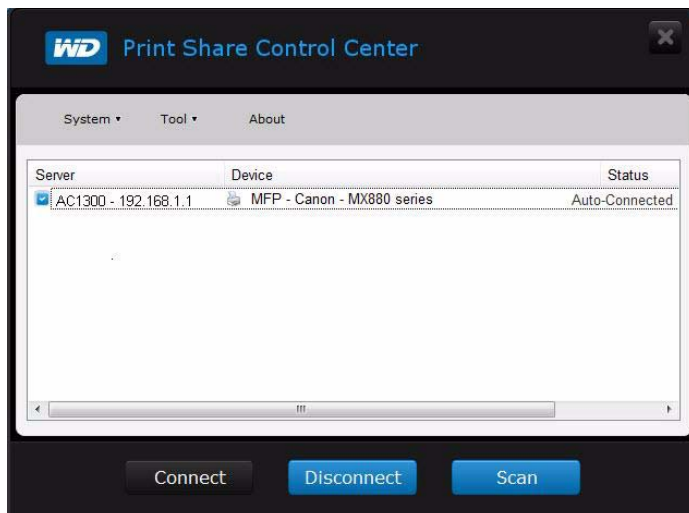 WD Print Share Control Center
System Tool About
Server Device Status
AC1300 - 192.168.1.1 MFP - Canon - MX880 series Auto-Connected
Connect Disconnect Scan